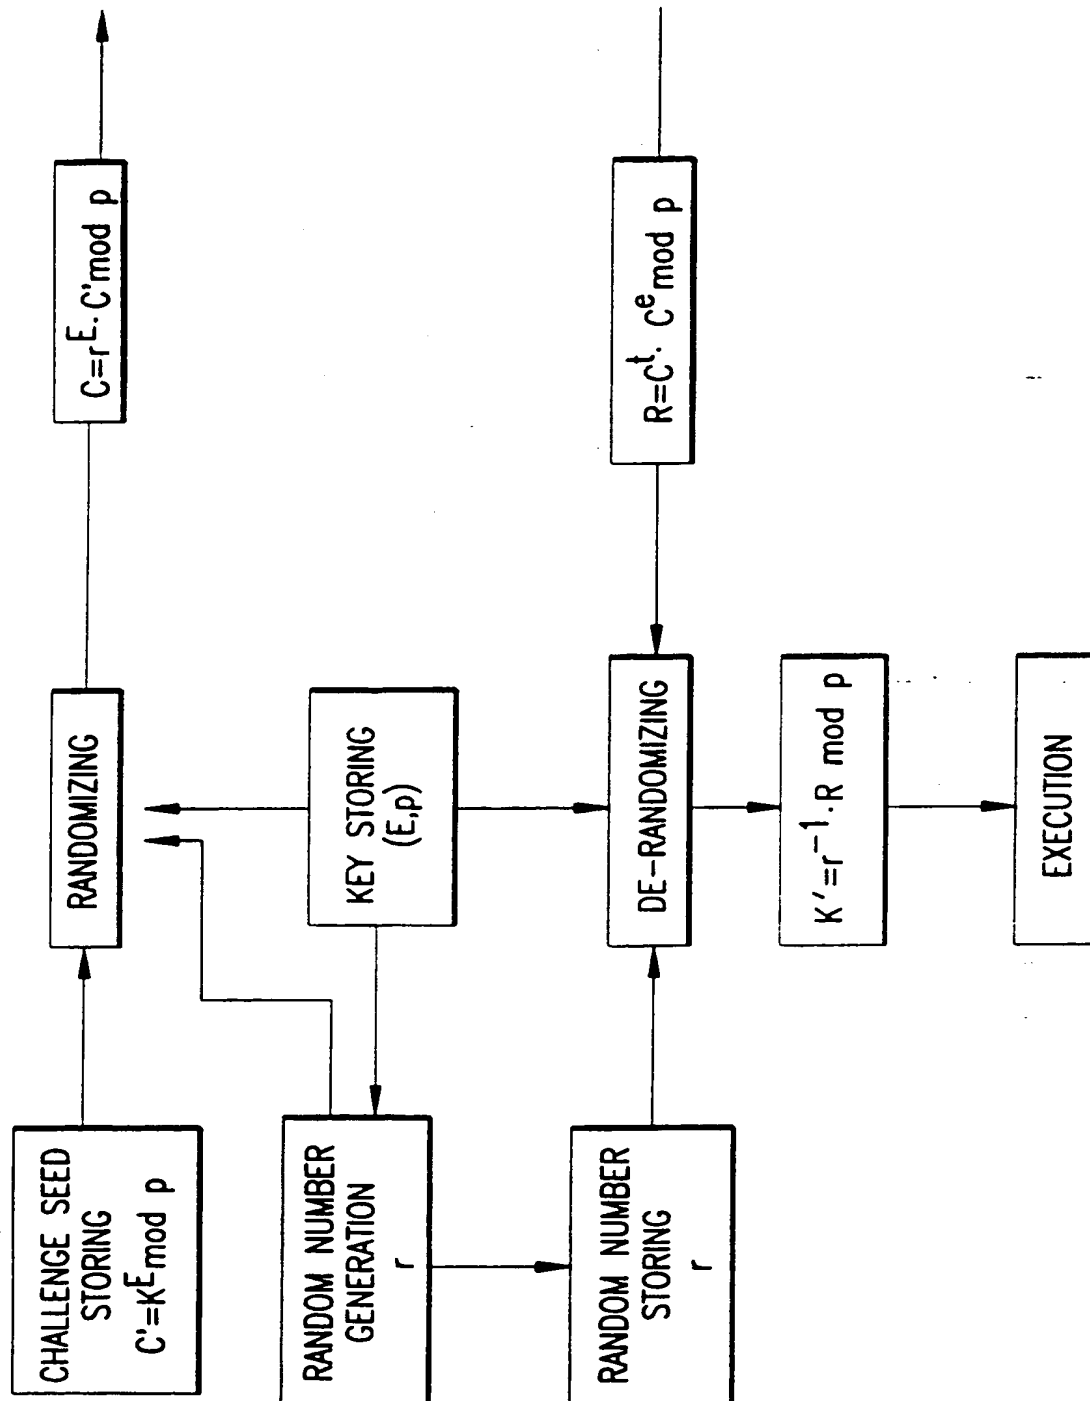 CHALLENGE SEED
STORING
C'=K^E mod p
RANDOMIZING
C=r^E· C'mod p
RANDOM NUMBER
GENERATION
r
KEY STORING
(E,p)
RANDOM NUMBER
STORING
r
DE-RANDOMIZING
R=C^t· C^e mod p
K'=r^-1·R mod p
EXECUTION